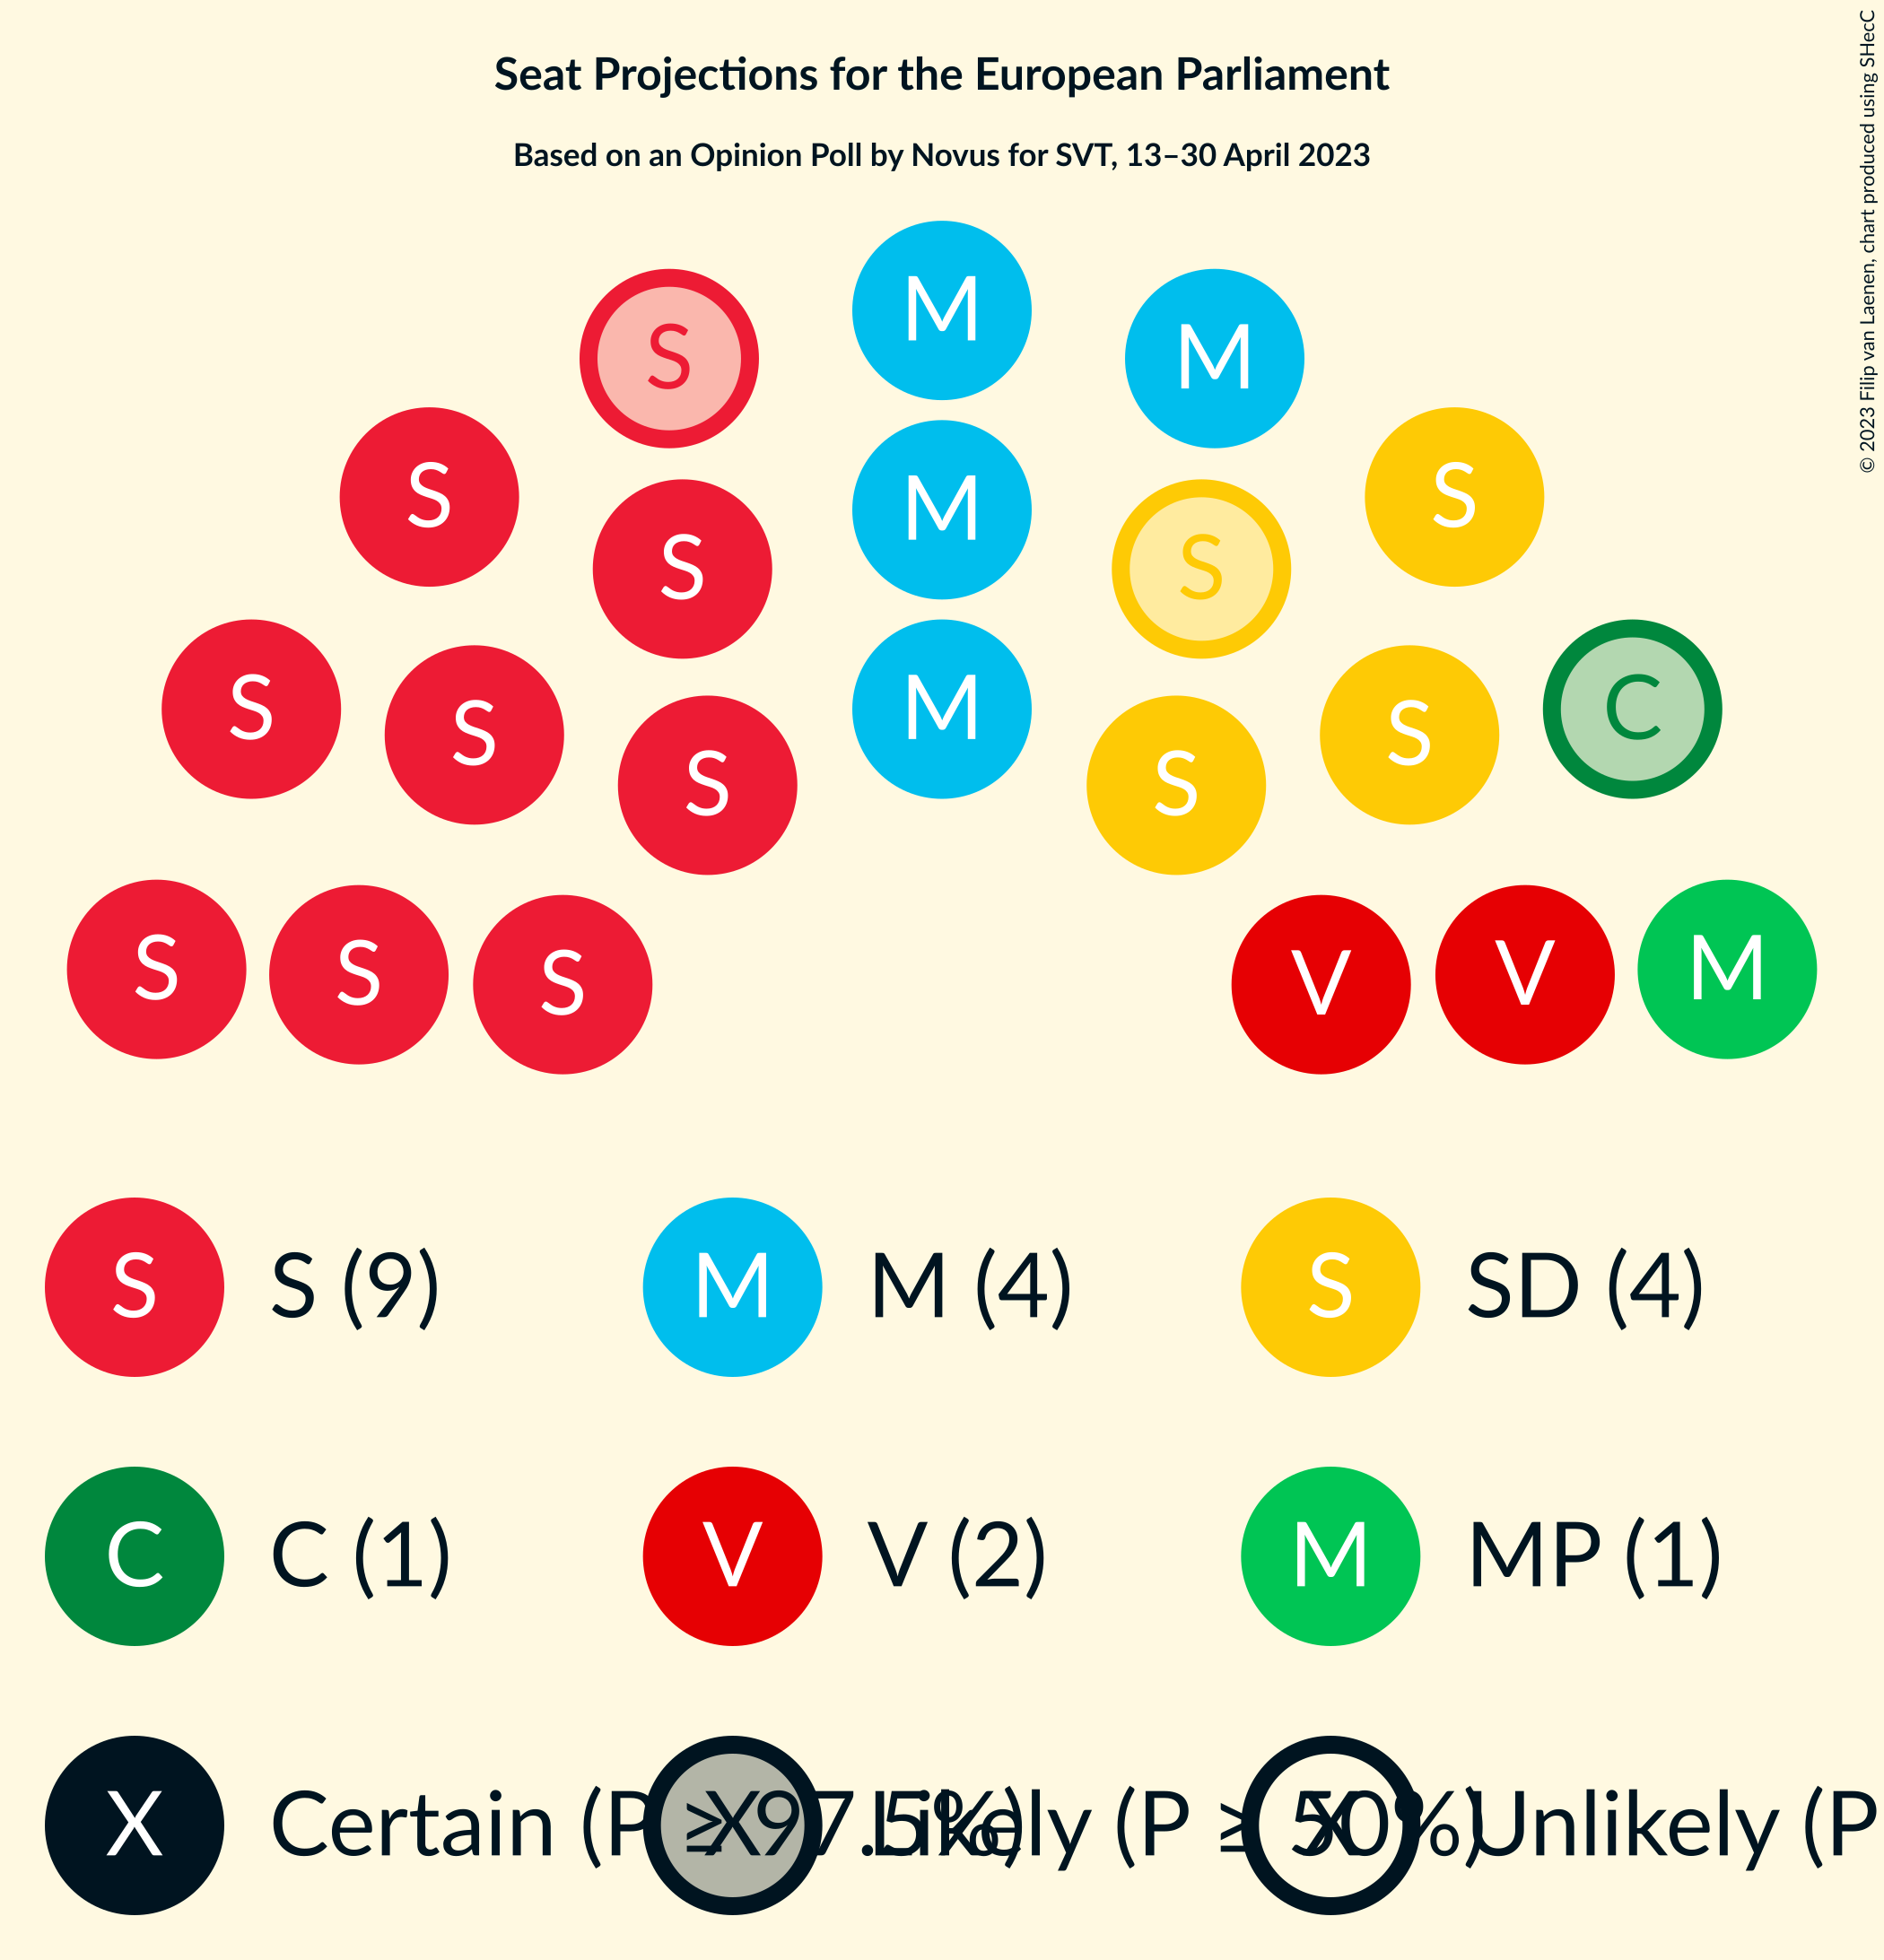 Seat Projections for the European Parliament
Based on an Opinion Poll by Novus for SVT, 13–30 April 2023
© 2023 Filip van Laenen, chart produced using SHecC
M
S M
S S
M
S S
S C
M
S S
S S
S S S V V M
S S (9) M M (4) S SD (4)
C C (1) V V (2) M MP (1)
X Certain (P ≥ 97.5%) X Likely (P ≥ 50%) X Unlikely (P